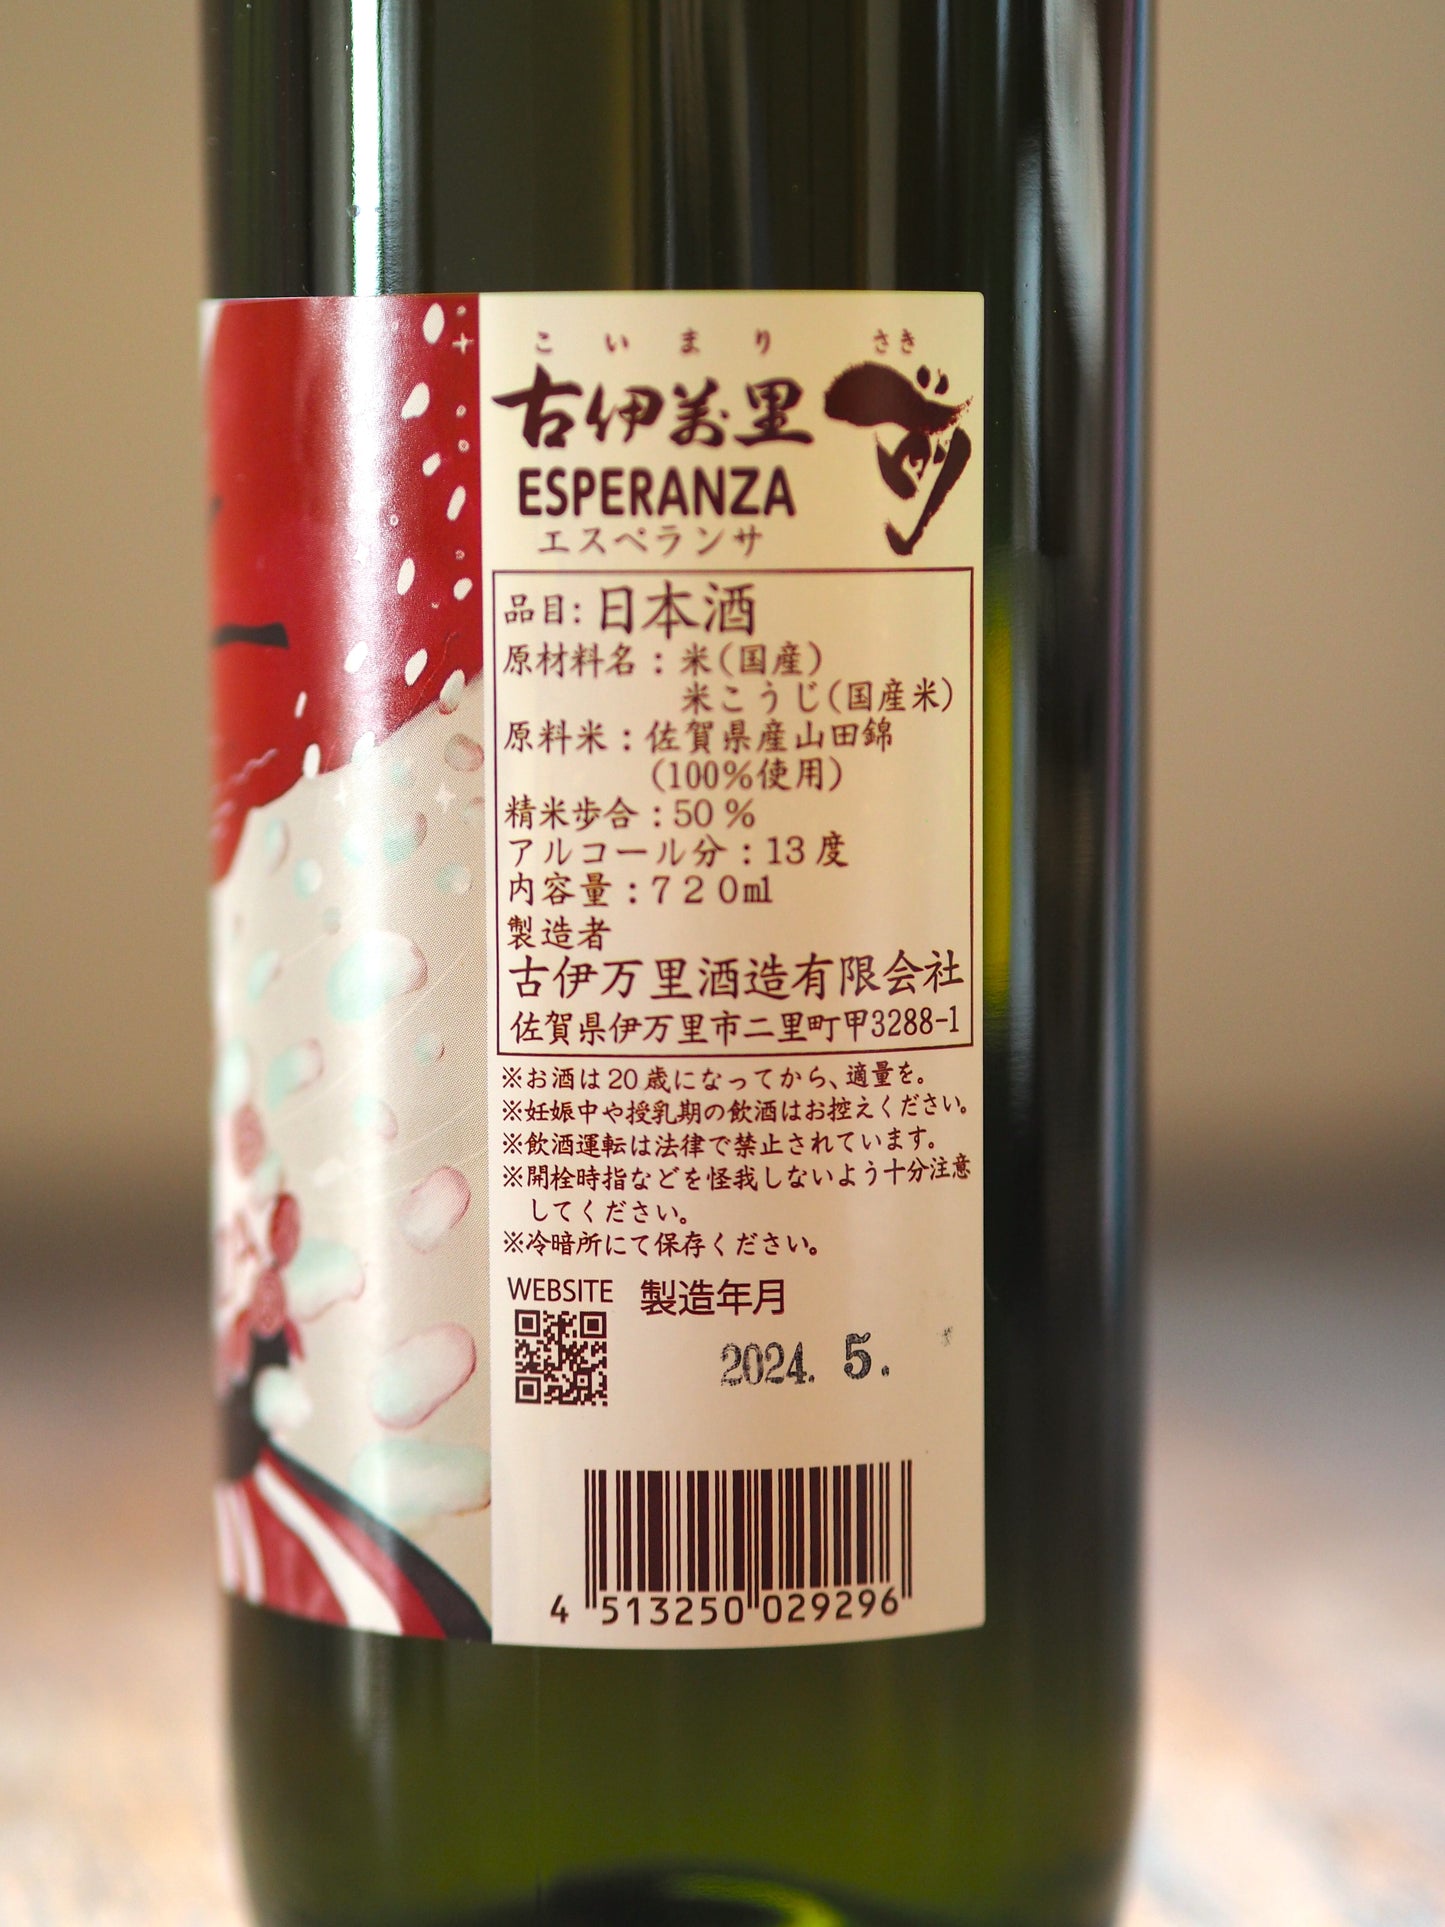 こいまり さき
古伊萬里 前
ESPERANZA
エスペランサ
品目:日本酒
原材料名：米(国産)
米こうじ(国産米)
原料米：佐賀県産山田錦
(100%使用)
精米歩合：50%
アルコール分：13度
内容量：720ml
製造者
古伊万里酒造有限会社
佐賀県伊万里市二里町甲3288-1
※お酒は20歳になってから、適量を。
※妊娠中や授乳期の飲酒はお控えください。
※飲酒運転は法律で禁止されています。
※開栓時指などを怪我しないよう十分注意
してください。
※冷暗所にて保存ください。
WEBSITE 製造年月
2024. 5.
4 513250 029296